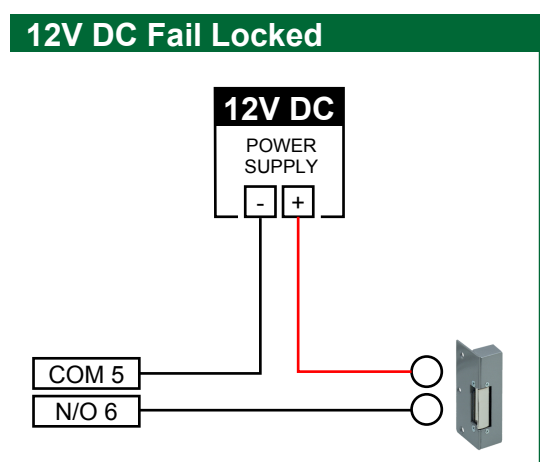 12V DC Fail Locked
12V DC
POWER
SUPPLY
- +
COM 5
N/O 6